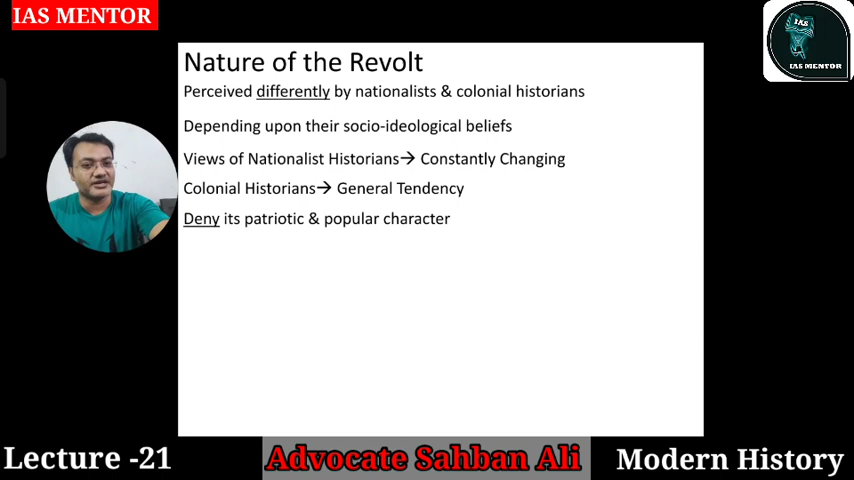 IAS MENTOR
IAS
IAS MENTOR
Nature of the Revolt
Perceived differently by nationalists & colonial historians
Depending upon their socio-ideological beliefs
Views of Nationalist Historians→ Constantly Changing
Colonial Historians→ General Tendency
Deny its patriotic & popular character
Lecture -21
Advocate Sahban Ali
Modern History